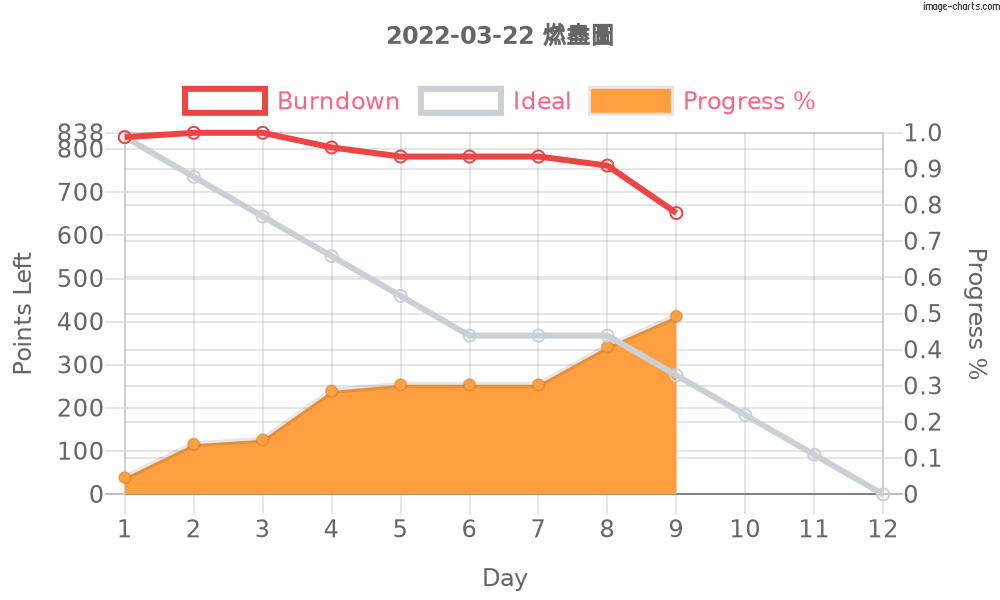 image-charts.com
2022-03-22 燃盡圖
Burndown Ideal Progress %
838 1.0
800 0.9
700 0.8
600 0.7
500 0.6
400 0.5
300 0.4
200 0.3
100 0.2
0 0.1
0
Points Left
Progress %
1 2 3 4 5 6 7 8 9 10 11 12
Day